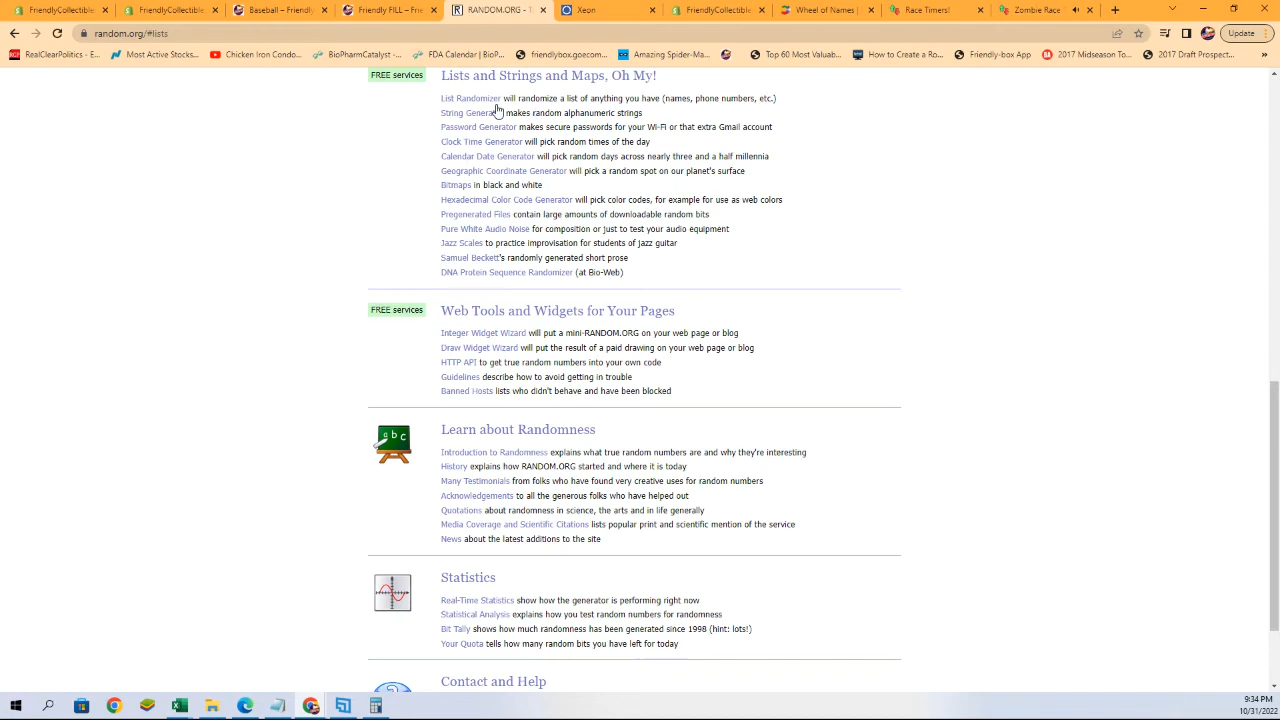 FriendlyCollectible
FriendlyCollectible
Baseball – Friendly
Friendly FILL – Frie
RANDOM.ORG - T
Xeon
FriendlyCollectible
Wheel of Names |
Race Timers!
Zombie Race
random.org/#lists
Update
RealClearPolitics - E...
Most Active Stocks...
Chicken Iron Condo...
BioPharmCatalyst -...
FDA Calendar | BioP...
friendlybox.goecom...
Amazing Spider-Ma...
Top 60 Most Valuab...
How to Create a Ro...
Friendly-box App
2017 Midseason To...
2017 Draft Prospect...
FREE services
Lists and Strings and Maps, Oh My!
List Randomizer will randomize a list of anything you have (names, phone numbers, etc.)
String Generator makes random alphanumeric strings
Password Generator makes secure passwords for your Wi-Fi or that extra Gmail account
Clock Time Generator will pick random times of the day
Calendar Date Generator will pick random days across nearly three and a half millennia
Geographic Coordinate Generator will pick a random spot on our planet's surface
Bitmaps in black and white
Hexadecimal Color Code Generator will pick color codes, for example for use as web colors
Pregenerated Files contain large amounts of downloadable random bits
Pure White Audio Noise for composition or just to test your audio equipment
Jazz Scales to practice improvisation for students of jazz guitar
Samuel Beckett's randomly generated short prose
DNA Protein Sequence Randomizer (at Bio-Web)
FREE services
Web Tools and Widgets for Your Pages
Integer Widget Wizard will put a mini-RANDOM.ORG on your web page or blog
Draw Widget Wizard will put the result of a paid drawing on your web page or blog
HTTP API to get true random numbers into your own code
Guidelines describe how to avoid getting in trouble
Banned Hosts lists who didn't behave and have been blocked
abc
Learn about Randomness
Introduction to Randomness explains what true random numbers are and why they're interesting
History explains how RANDOM.ORG started and where it is today
Many Testimonials from folks who have found very creative uses for random numbers
Acknowledgements to all the generous folks who have helped out
Quotations about randomness in science, the arts and in life generally
Media Coverage and Scientific Citations lists popular print and scientific mention of the service
News about the latest additions to the site
Statistics
Real-Time Statistics show how the generator is performing right now
Statistical Analysis explains how you test random numbers for randomness
Bit Tally shows how much randomness has been generated since 1998 (hint: lots!)
Your Quota tells how many random bits you have left for today
Contact and Help
9:34 PM
10/31/2022